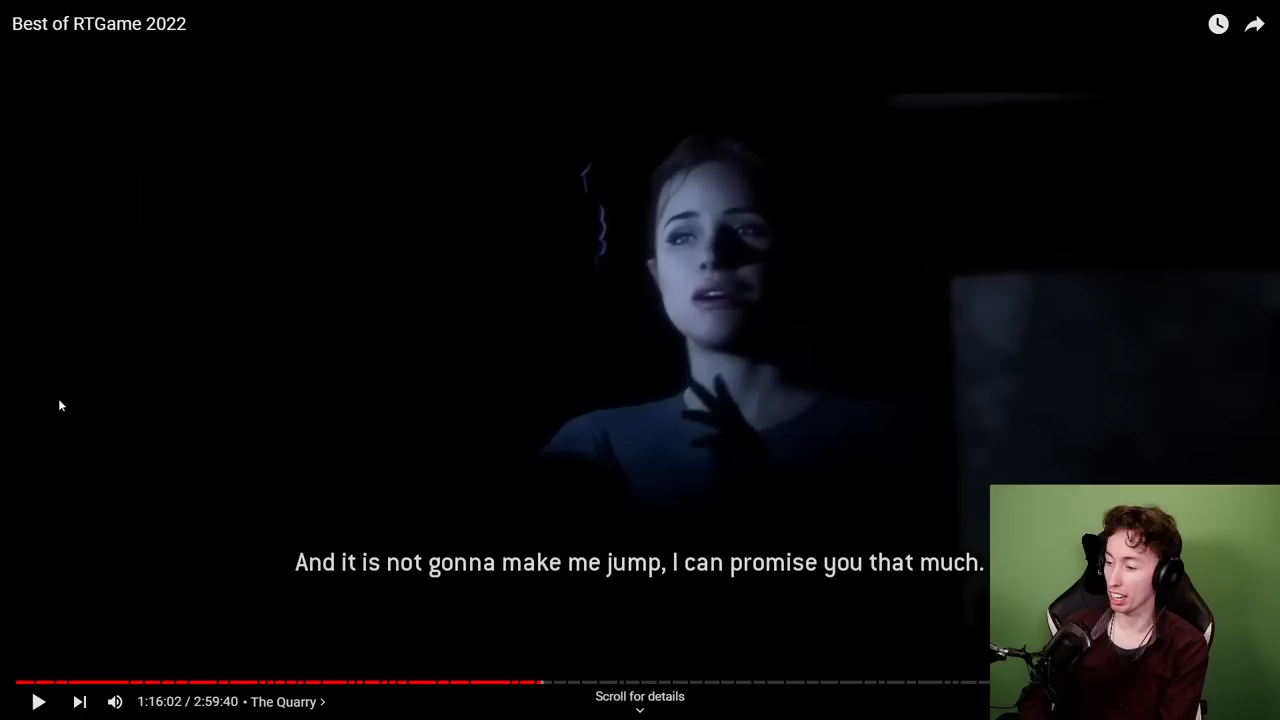 Best of RTGame 2022
And it is not gonna make me jump, I can promise you that much.
Scroll for details
1:16:02 / 2:59:40 • The Quarry ›